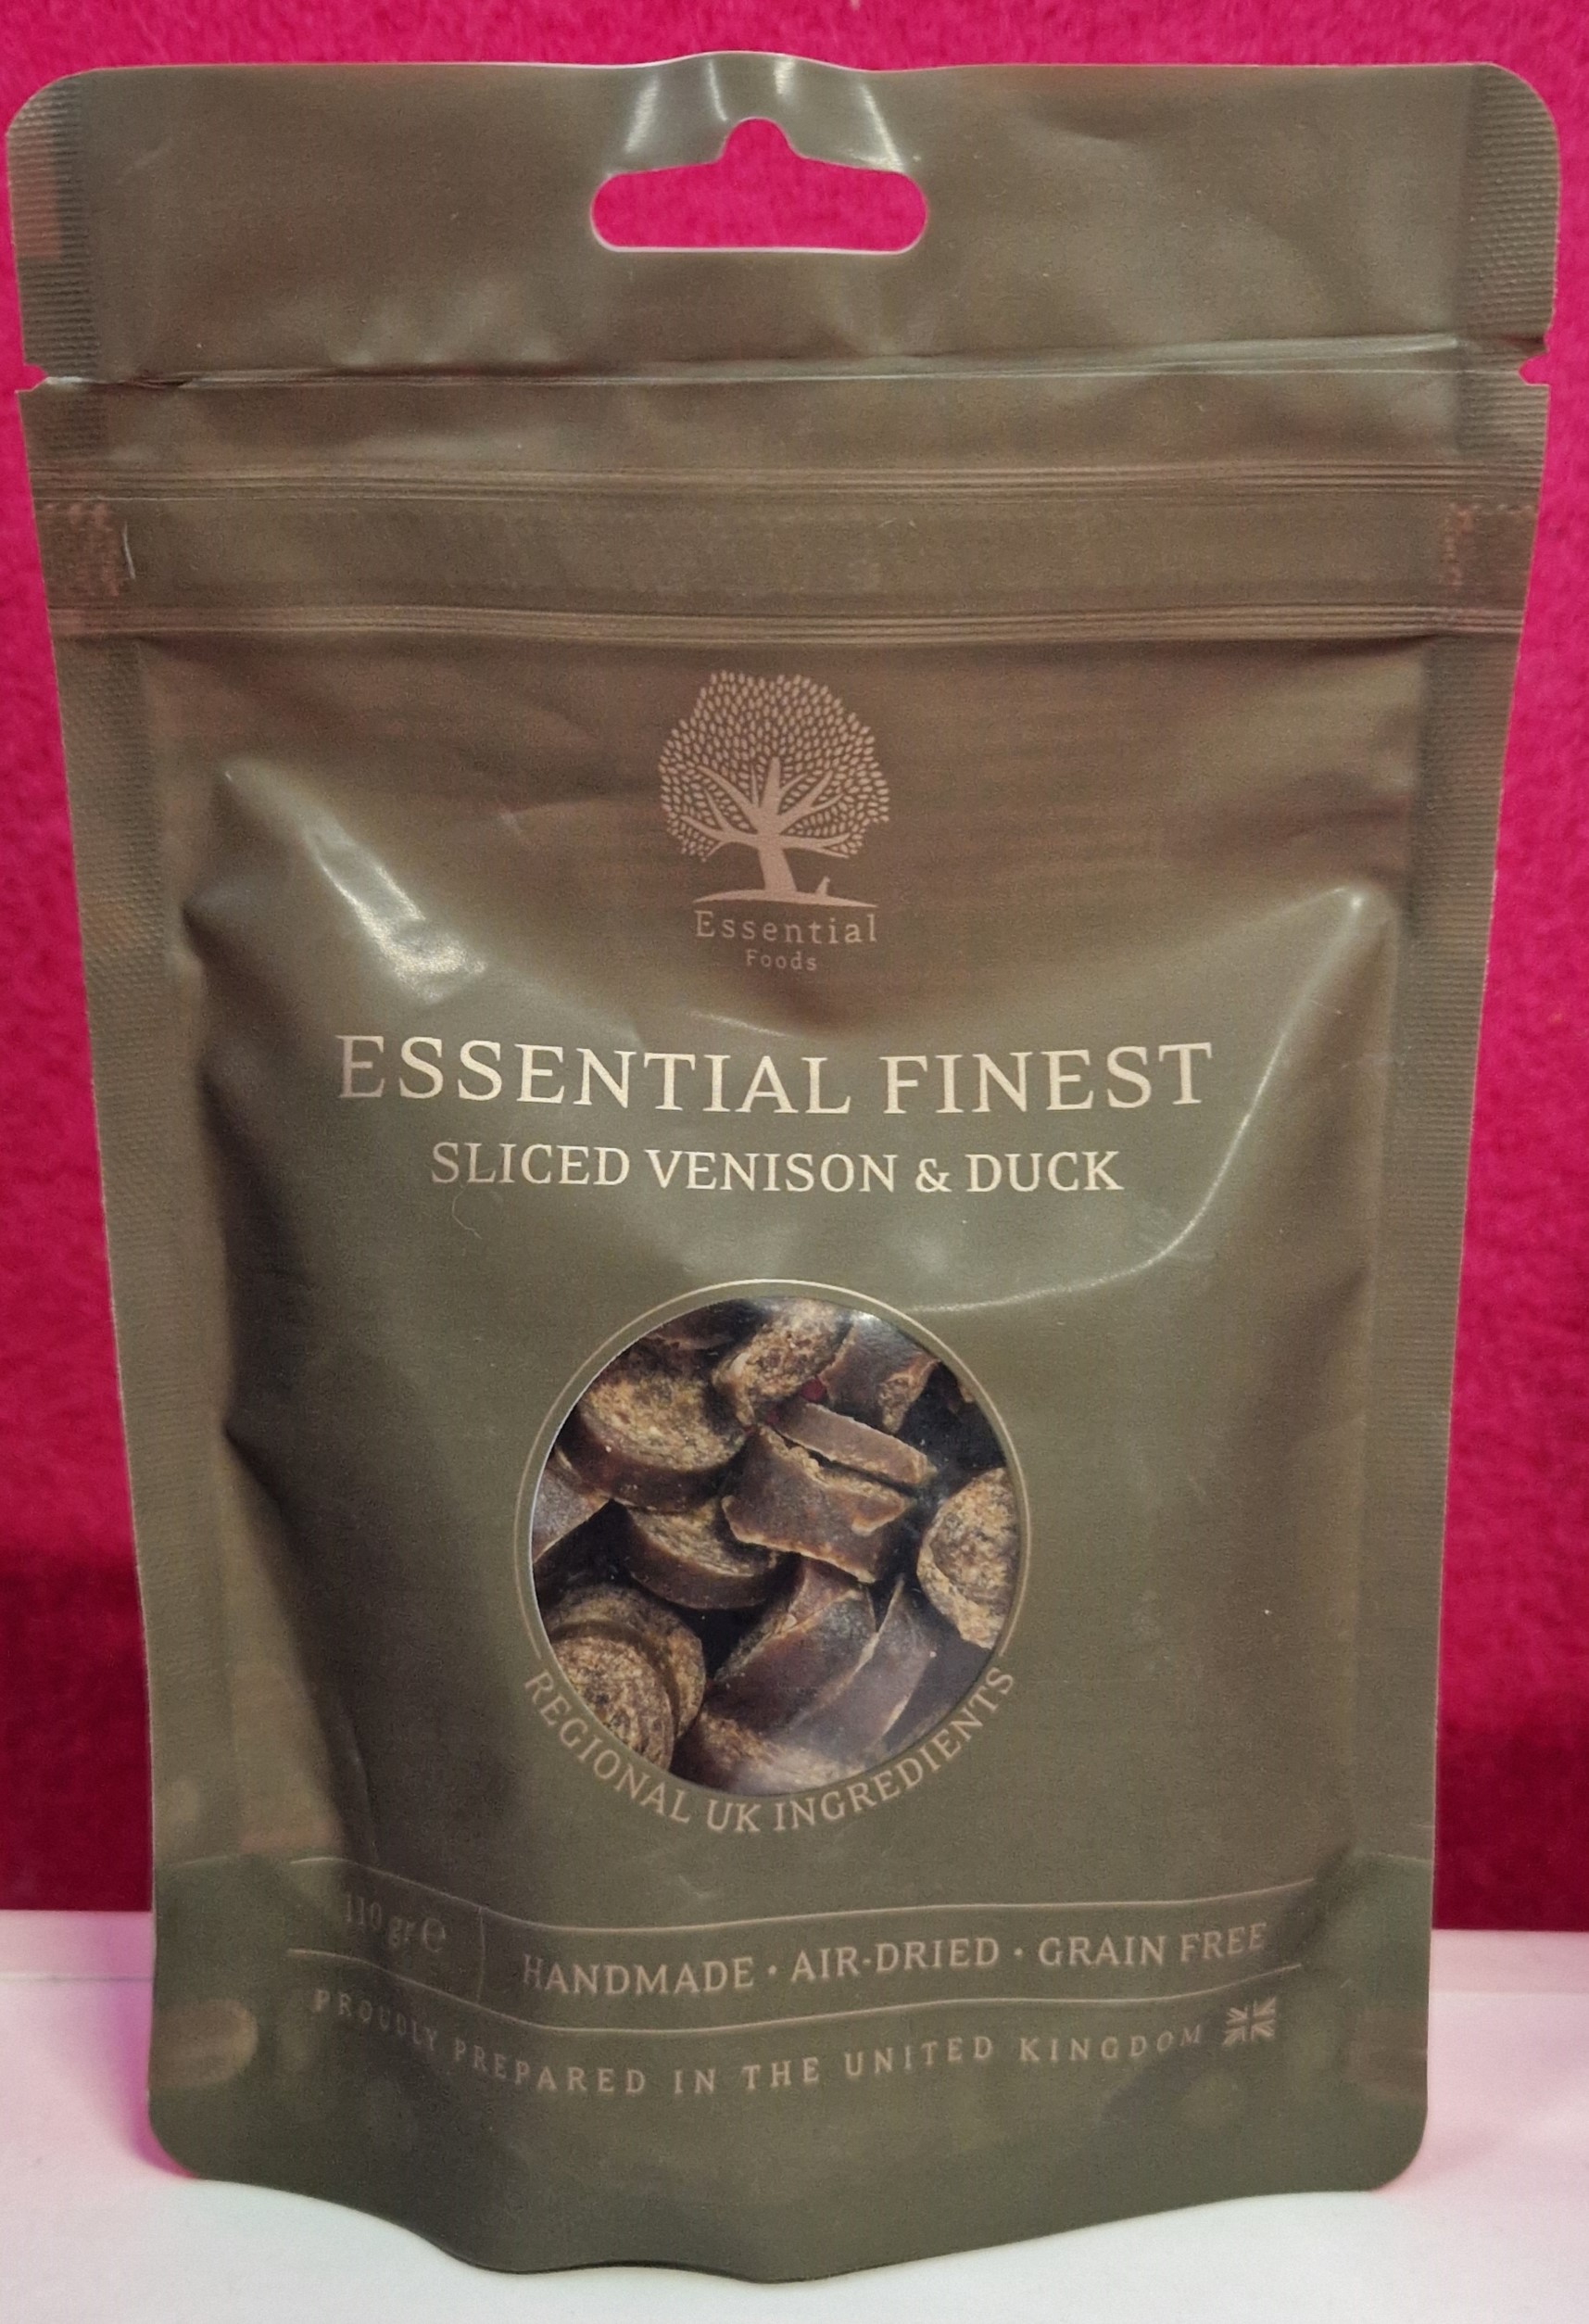 Essential
Foods
ESSENTIAL FINEST
SLICED VENISON & DUCK
REGIONAL UK INGREDIENTS
110 gr ℮
HANDMADE · AIR-DRIED · GRAIN FREE
PROUDLY PREPARED IN THE UNITED KINGDOM